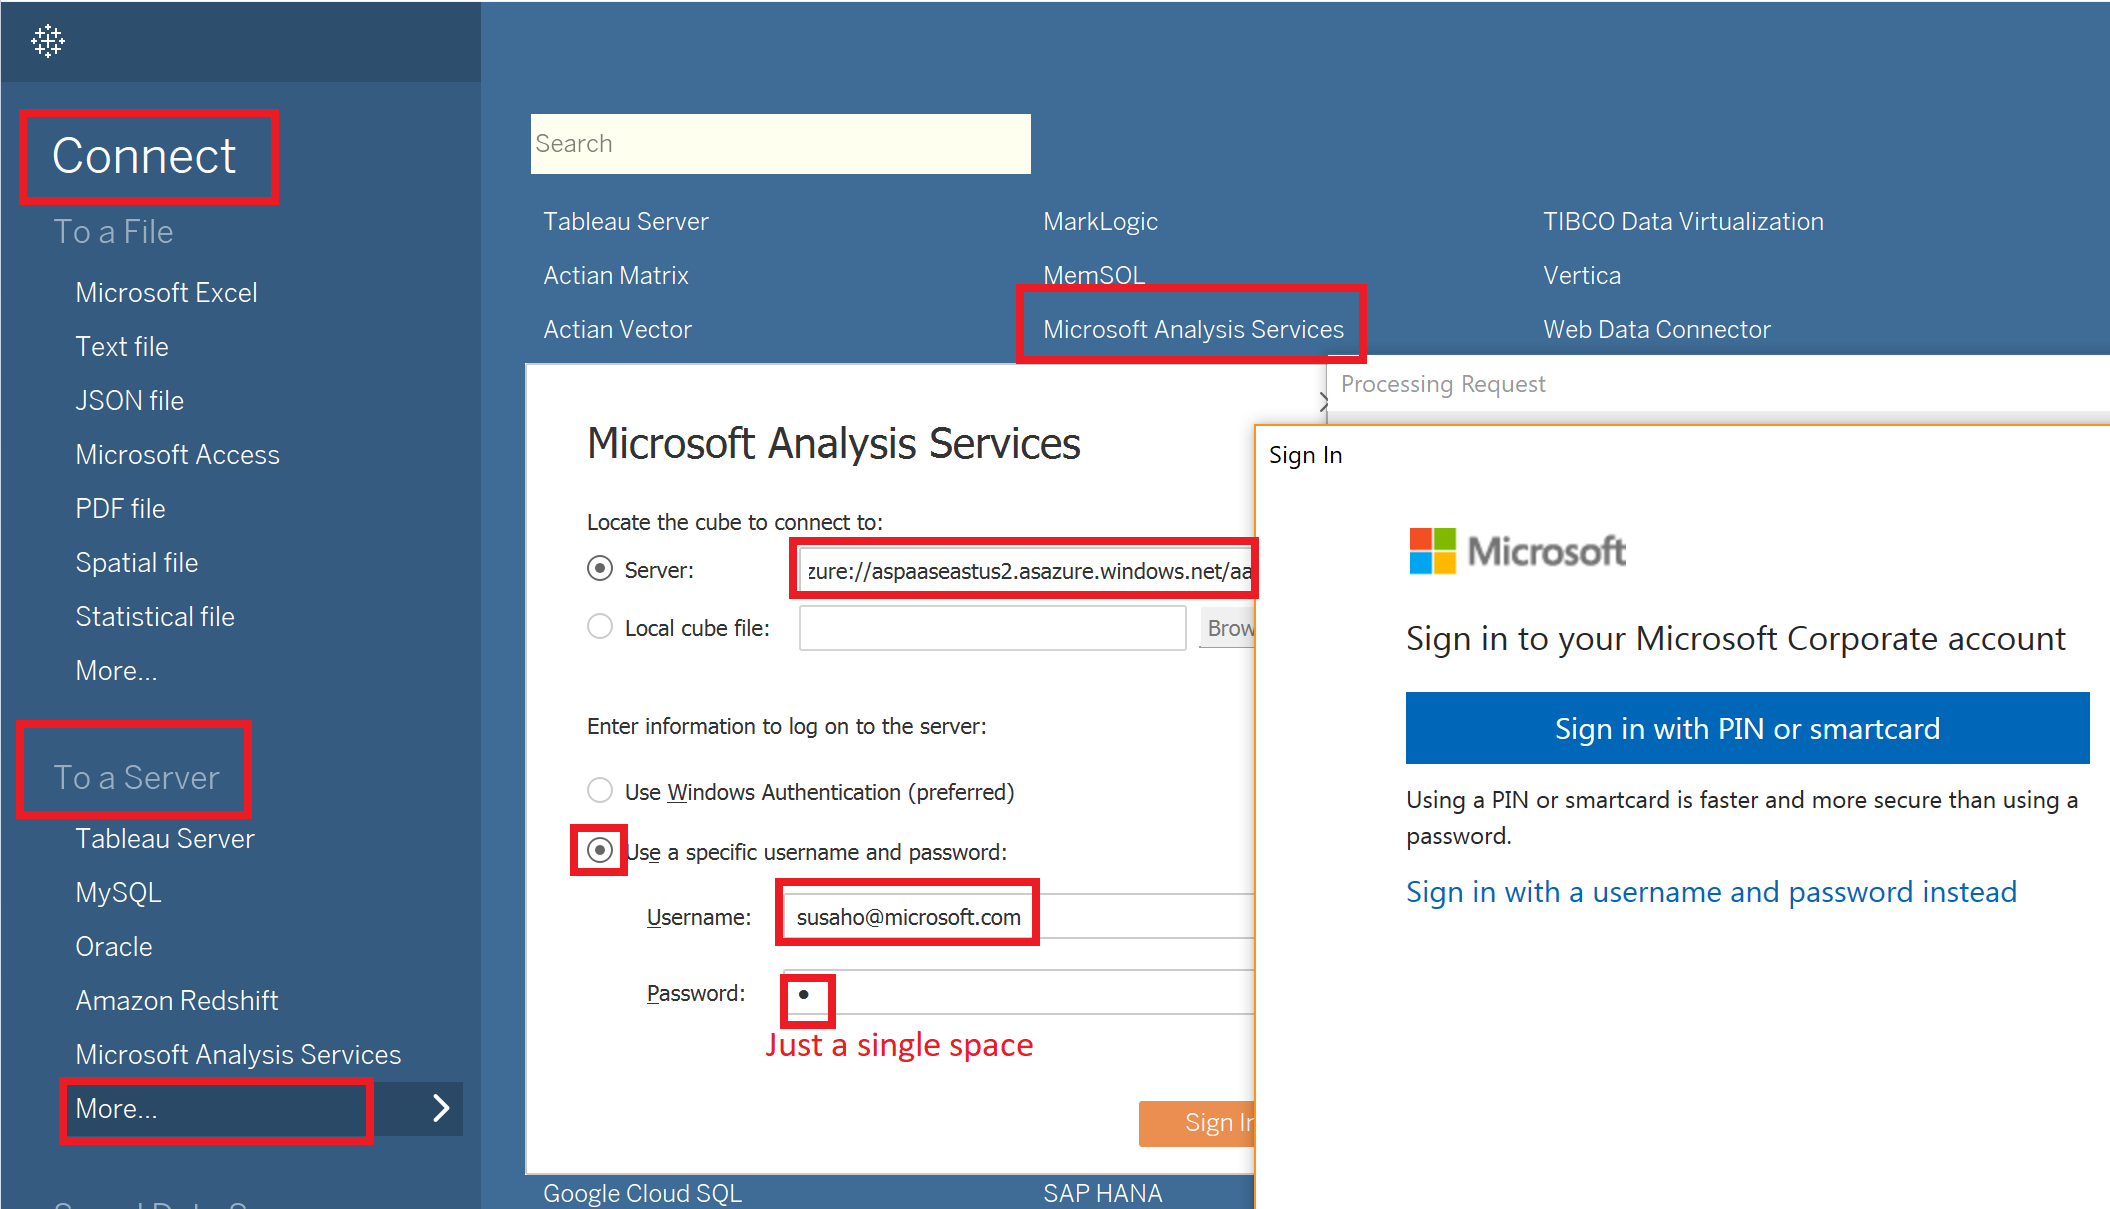 Connect
To a File
Microsoft Excel
Text file
JSON file
Microsoft Access
PDF file
Spatial file
Statistical file
More...
To a Server
Tableau Server
MySQL
Oracle
Amazon Redshift
Microsoft Analysis Services
More...
Search
Tableau Server
Actian Matrix
Actian Vector
MarkLogic
MemSQL
Microsoft Analysis Services
TIBCO Data Virtualization
Vertica
Web Data Connector
Microsoft Analysis Services
Locate the cube to connect to:
Server: zure://aspaaseastus2.asazure.windows.net/aa
Local cube file: Brow
Enter information to log on to the server:
Use Windows Authentication (preferred)
Use a specific username and password:
Username: susaho@microsoft.com
Password: •
Just a single space
Sign In
Google Cloud SQL
SAP HANA
Processing Request
Sign In
Microsoft
Sign in to your Microsoft Corporate account
Sign in with PIN or smartcard
Using a PIN or smartcard is faster and more secure than using a
password.
Sign in with a username and password instead